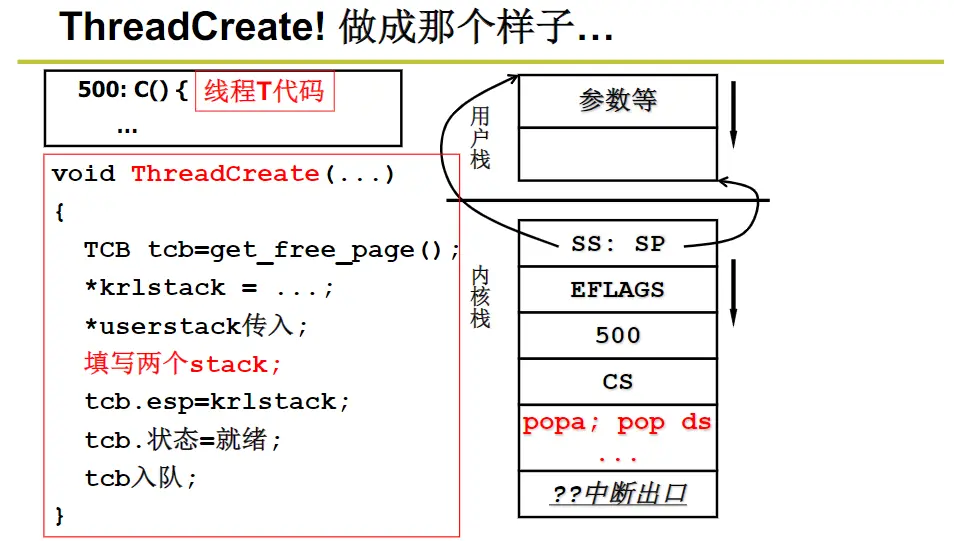 ThreadCreate! 做成那个样子…
500: C() { 线程T代码
…
void ThreadCreate(...)
{
TCB tcb=get_free_page();
*krlstack = ...;
*userstack传入;
填写两个stack;
tcb.esp=krlstack;
tcb.状态=就绪;
tcb入队;
}
用户栈
参数等
内核栈
SS: SP
EFLAGS
500
CS
popa; pop ds
...
??中断出口